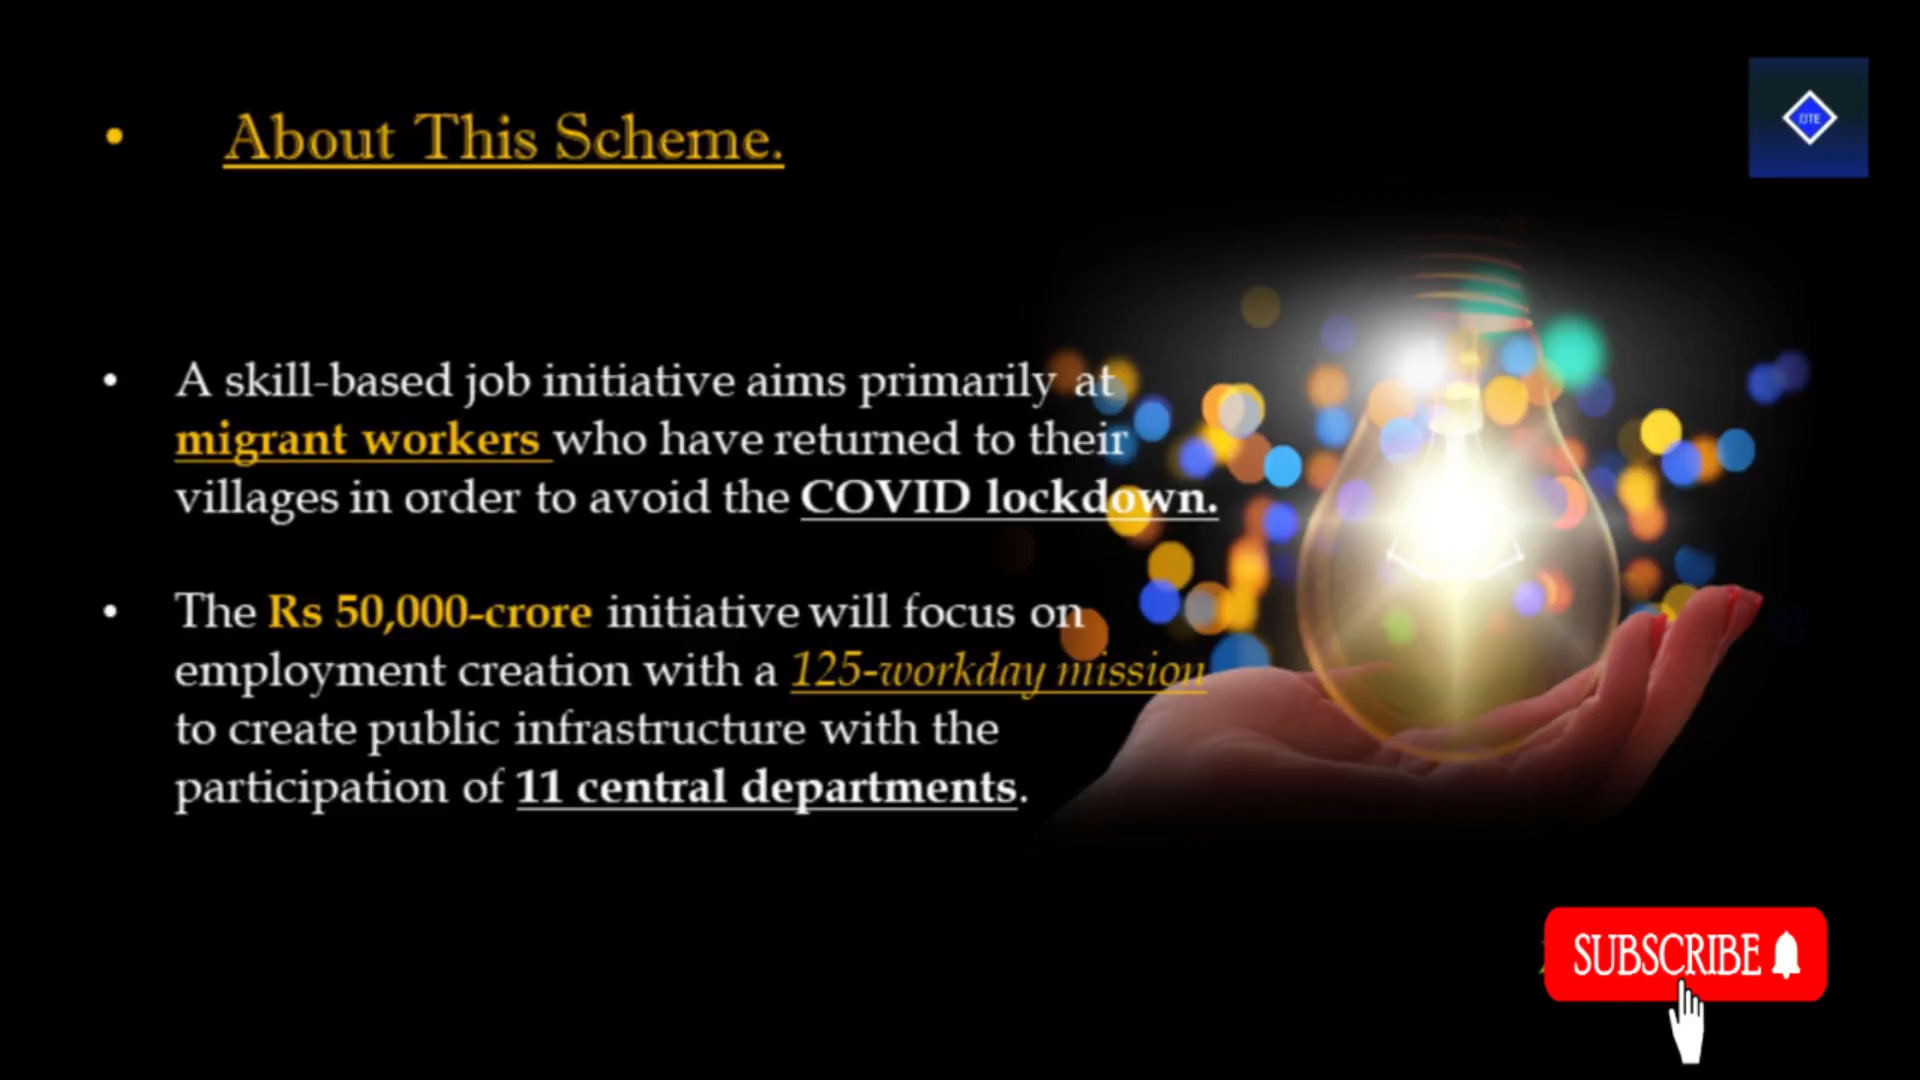 • About This Scheme.
DTE
• A skill-based job initiative aims primarily at
migrant workers who have returned to their
villages in order to avoid the COVID lockdown.
• The Rs 50,000-crore initiative will focus on
employment creation with a 125-workday mission
to create public infrastructure with the
participation of 11 central departments.
SUBSCRIBE